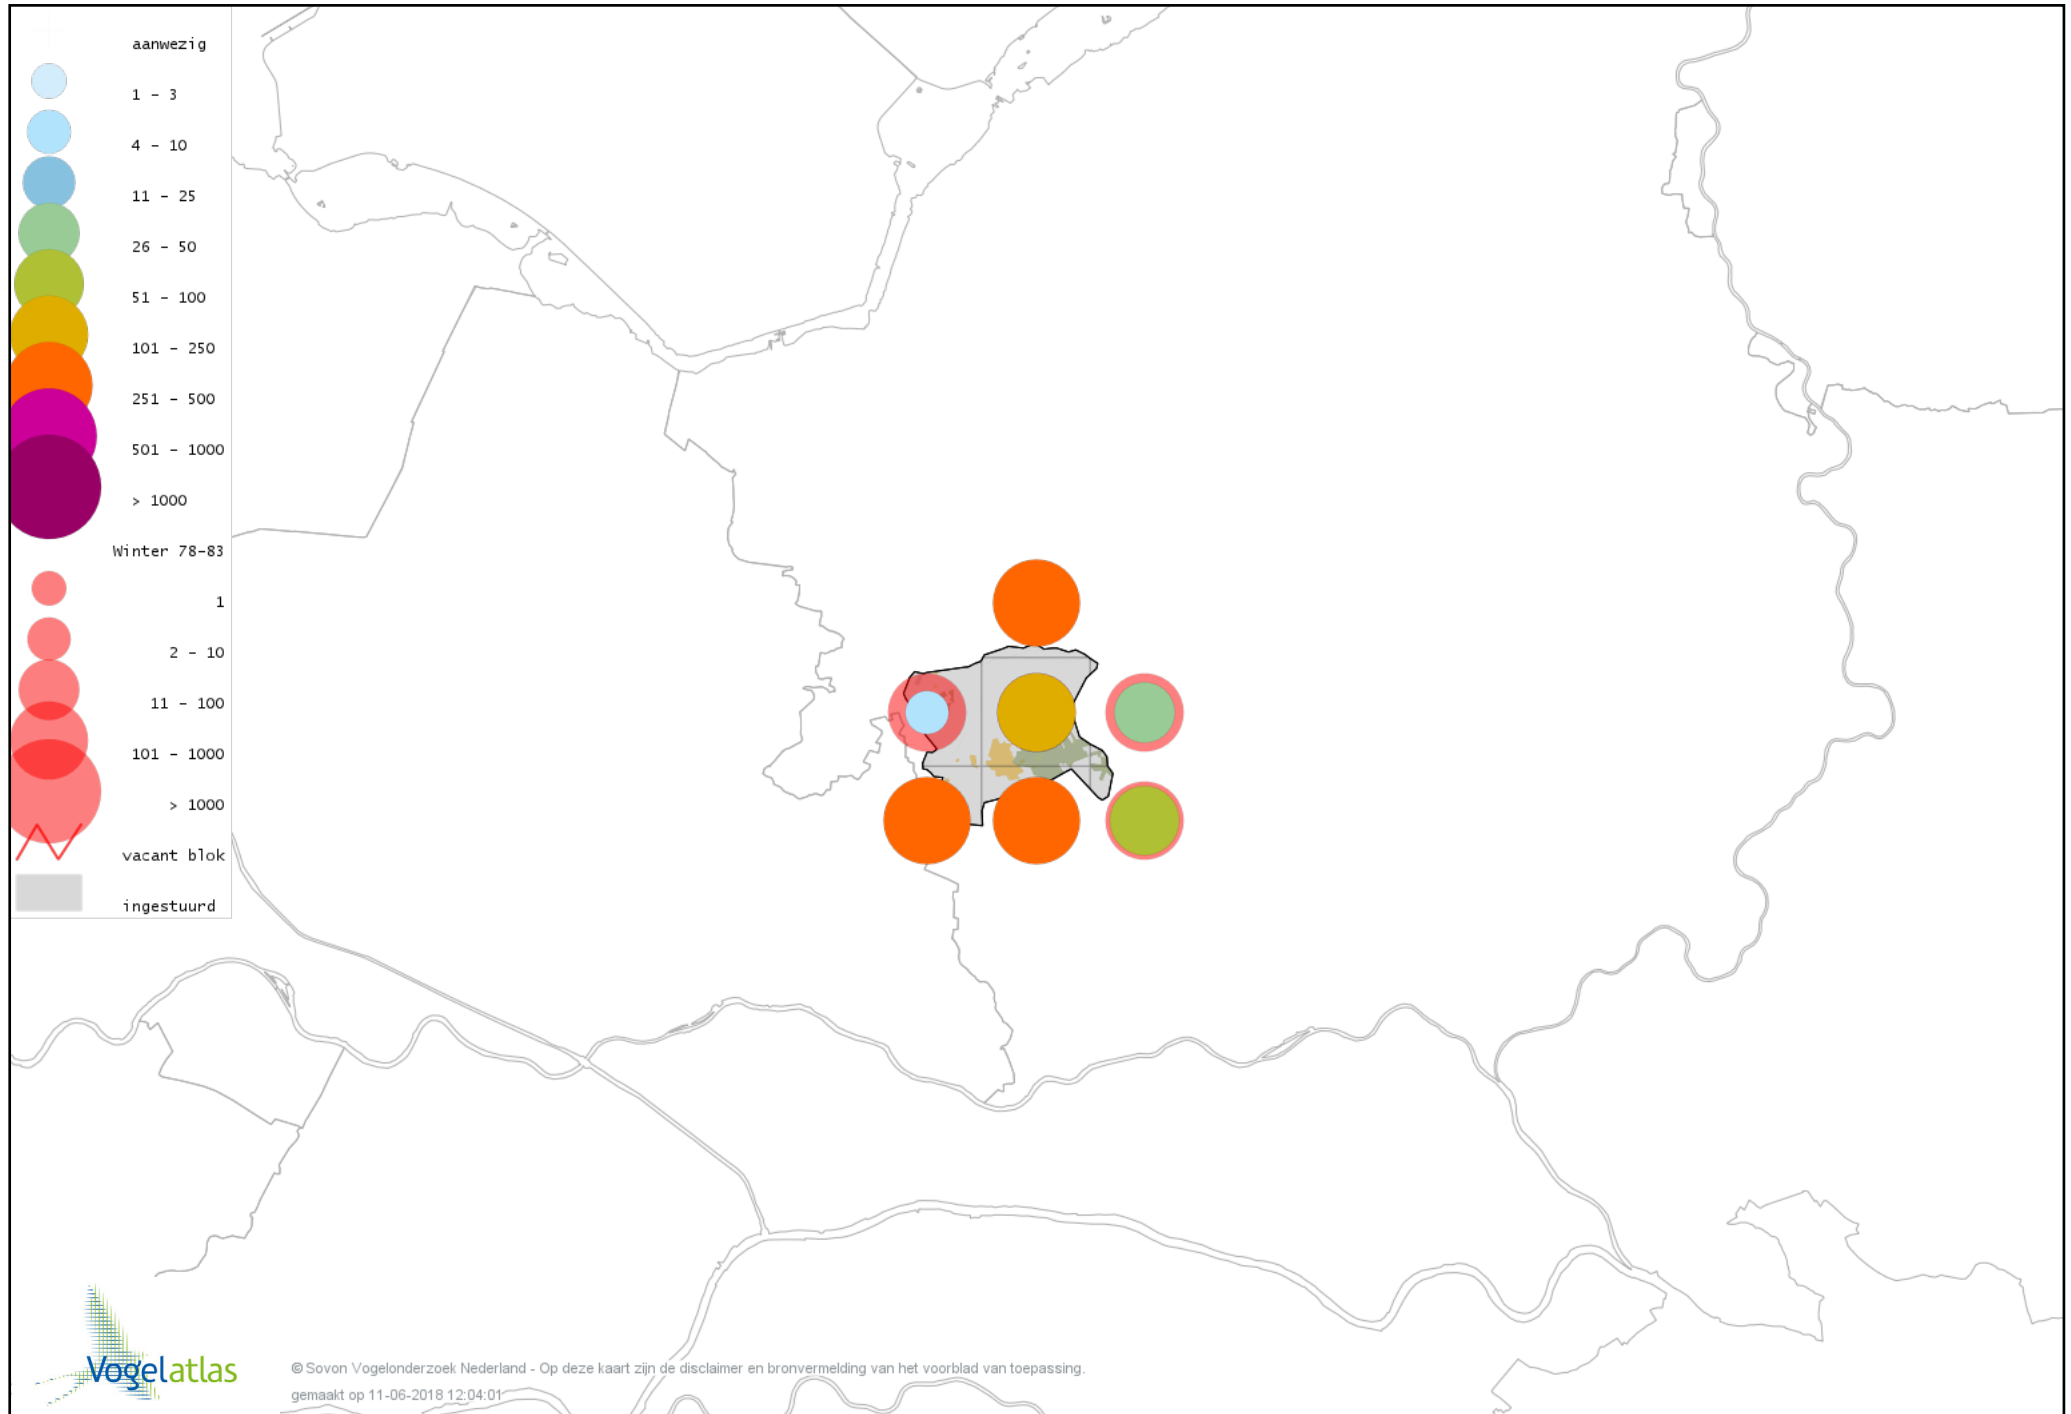 aanwezig
1 - 3
4 - 10
11 - 25
26 - 50
51 - 100
101 - 250
251 - 500
501 - 1000
> 1000
Winter 78-83
1
2 - 10
11 - 100
101 - 1000
> 1000
vacant blok
ingestuurd
Vogelatlas
© Sovon Vogelonderzoek Nederland - Op deze kaart zijn de disclaimer en bronvermelding van het voorblad van toepassing.
gemaakt op 11-06-2018 12:04:01